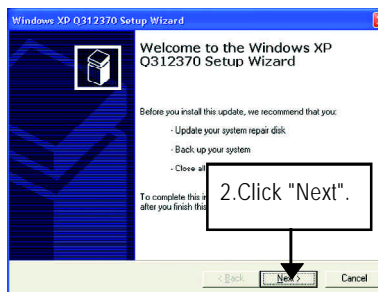 Windows XP Q312370 Setup Wizard
Welcome to the Windows XP
Q312370 Setup Wizard
Before you install this update, we recommend that you:
- Update your system repair disk
- Back up your system
- Close all
To complete this
after you finish this
2.Click "Next".
< Back
Next >
Cancel